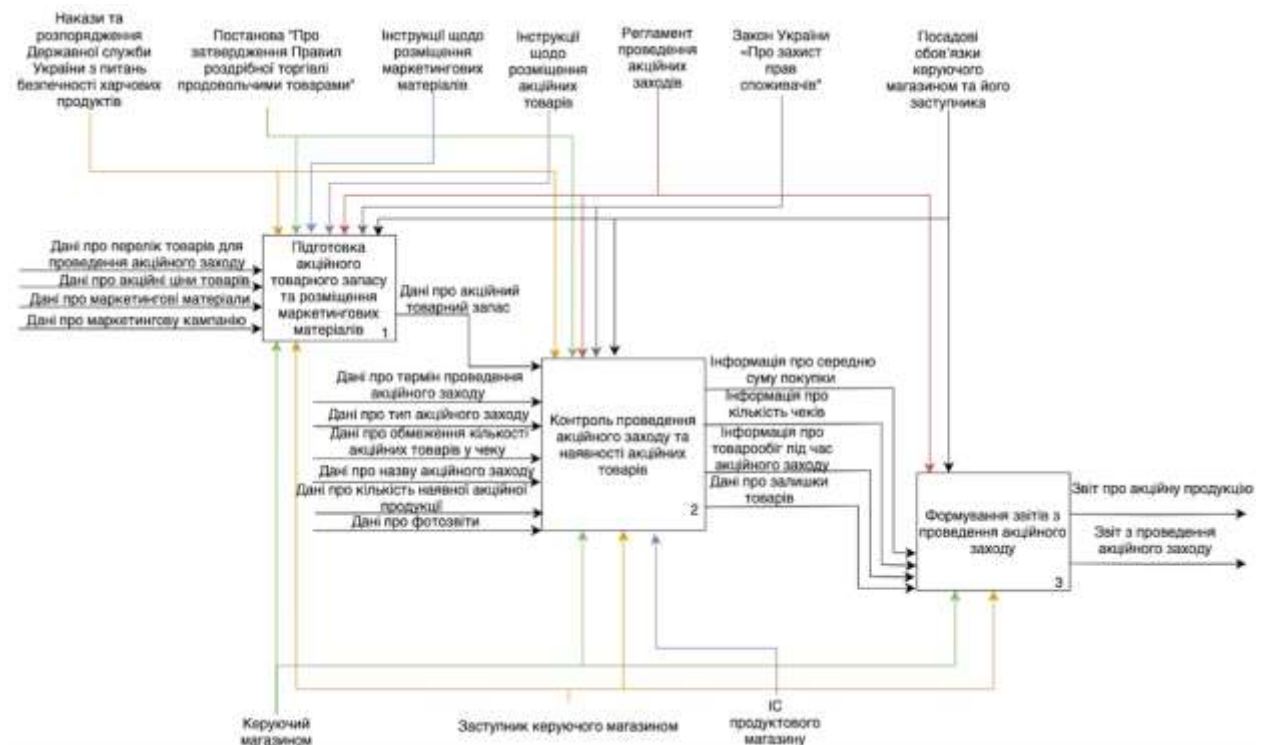 Накази та
розпорядження
Державної служби
України з питань
безпечності харчових
продуктів
Постанова "Про
затвердження Правил
роздрібної торгівлі
продовольчими товарами"
Інструкції щодо
розміщення
маркетингових
матеріалів
Інструкції
щодо
розміщення
акційних
товарів
Регламент
проведення
акційних
заходів
Закон України
«Про захист
прав
споживачів"
Посадові
обов'язки
керуючого
магазином та його
заступника
Дані про перелік товарів для
проведення акційного заходу
Дані про акційні ціни товарів
Дані про маркетингові матеріали
Дані про маркетингову кампанію
Підготовка
акційного
товарного запасу
та розміщення
маркетингових
матеріалів
1
Дані про акційний
товарний запас
Дані про термін проведення
акційного заходу
Дані про тип акційного заходу
Дані про обмеження кількості
акційних товарів у чеку
Дані про назву акційного заходу
Дані про кількість наявної акційної
продукції
Дані про фотозвіти
Контроль проведення
акційного заходу та
наявності акційних
товарів
2
Інформація про середню
суму покупки
Інформація про
кількість чеків
Інформація про
товарообіг під час
акційного заходу
Дані про залишки
товарів
Формування звітів з
проведення акційного
заходу
3
Звіт про акційну продукцію
Звіт з проведення
акційного заходу
Керуючий
магазином
Заступник керуючого магазином
ІС
продуктового
магазину